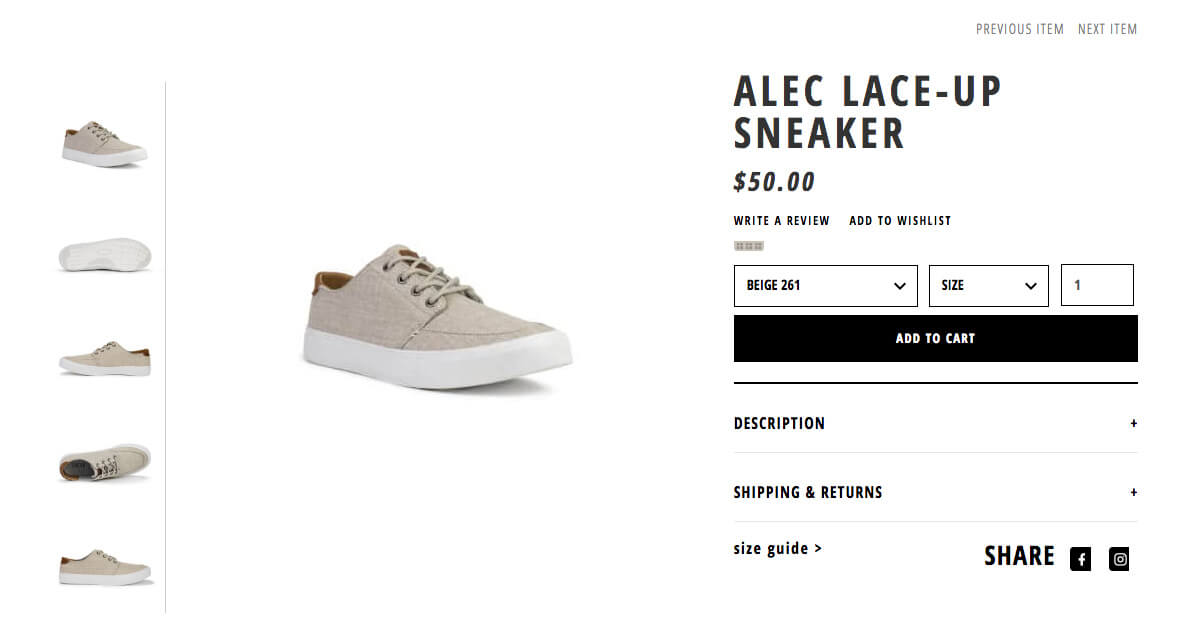 PREVIOUS ITEM NEXT ITEM
ALEC LACE-UP
SNEAKER
$50.00
WRITE A REVIEW ADD TO WISHLIST
BEIGE 261 SIZE 1
ADD TO CART
DESCRIPTION +
SHIPPING & RETURNS +
size guide >
SHARE